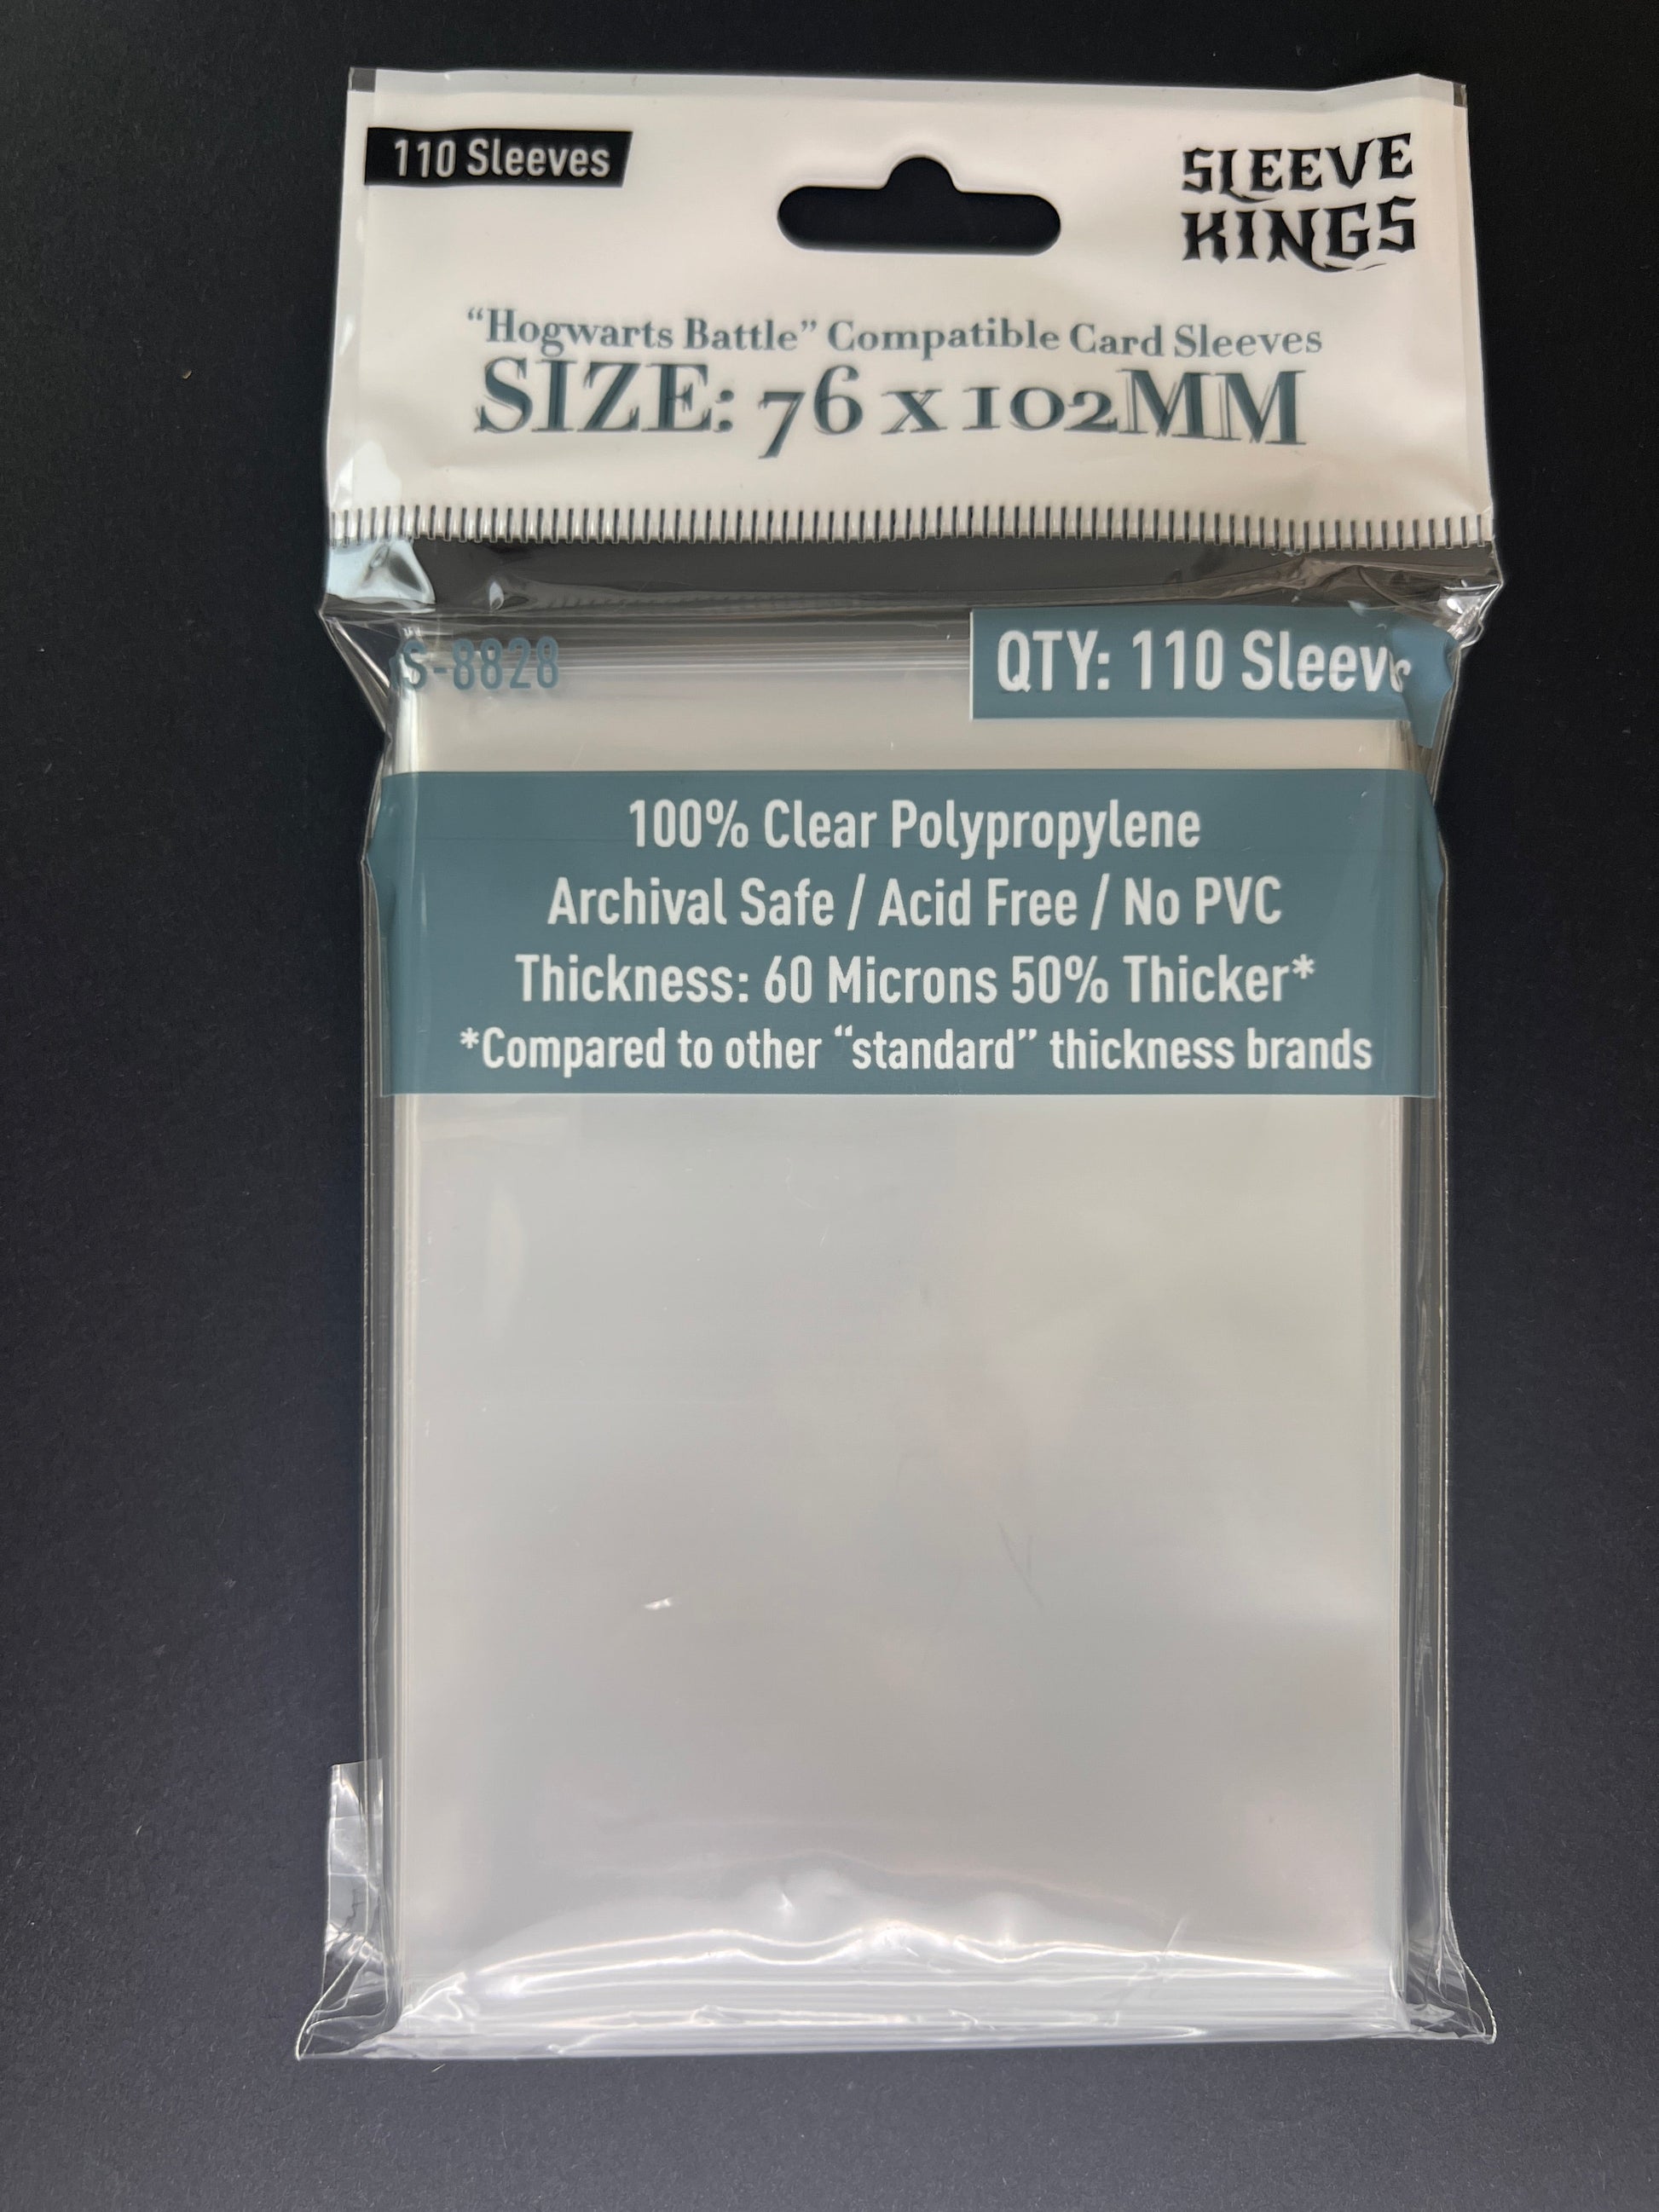 110 Sleeves
SLEEVE
KINGS
“Hogwarts Battle” Compatible Card Sleeves
SIZE: 76 x 102MM
S-8828
QTY: 110
100% Clear Polypropylene
Archival Safe / Acid Free / No PVC
Thickness: 60 Microns 50% Thicker*
*Compared to other “standard” thickness brands